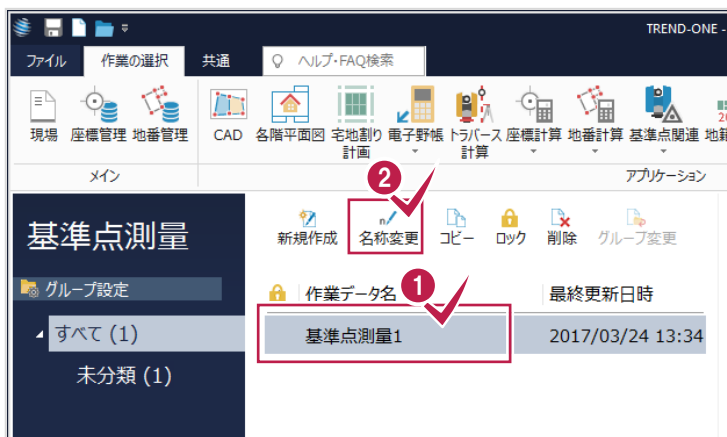 TREND-ONE -
ファイル 作業の選択 共通 ヘルプ・FAQ検索
現場 座標管理 地番管理 CAD 各階平面図 宅地割り計画 電子野帳 トラバース計算 座標計算 地番計算 基準点関連 地籍
メイン アプリケーション
2
基準点測量
新規作成 名称変更 コピー ロック 削除 グループ変更
グループ設定
作業データ名 1 最終更新日時
すべて (1)
基準点測量1 2017/03/24 13:34
未分類 (1)